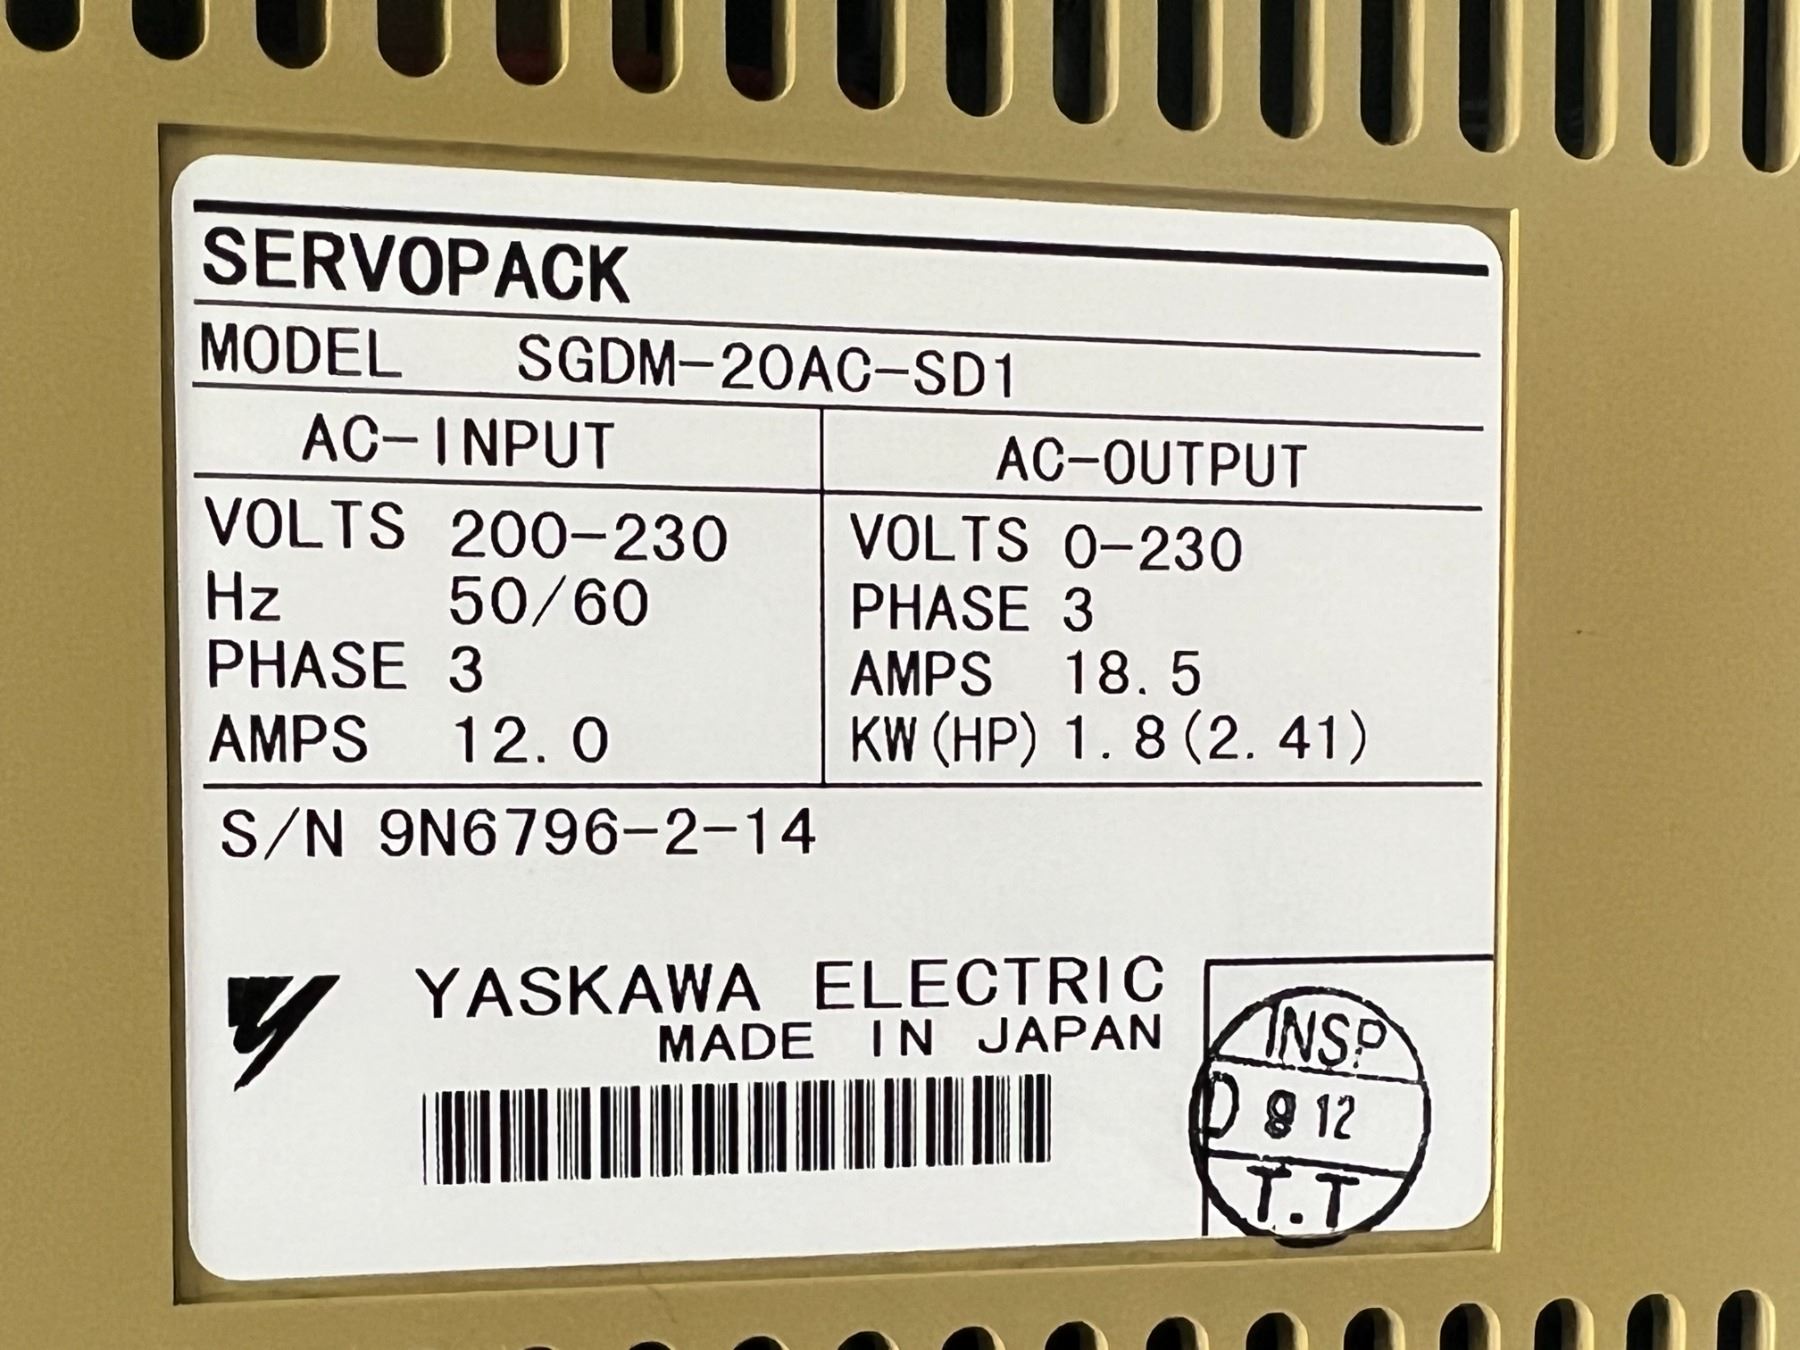 SERVOPACK
MODEL SGDM-20AC-SD1
AC-INPUT AC-OUTPUT
VOLTS 200-230 VOLTS 0-230
Hz 50/60 PHASE 3
PHASE 3 AMPS 18.5
AMPS 12.0 KW(HP) 1.8(2.41)
S/N 9N6796-2-14
YASKAWA ELECTRIC
MADE IN JAPAN
INSP
D 8 12
T.T